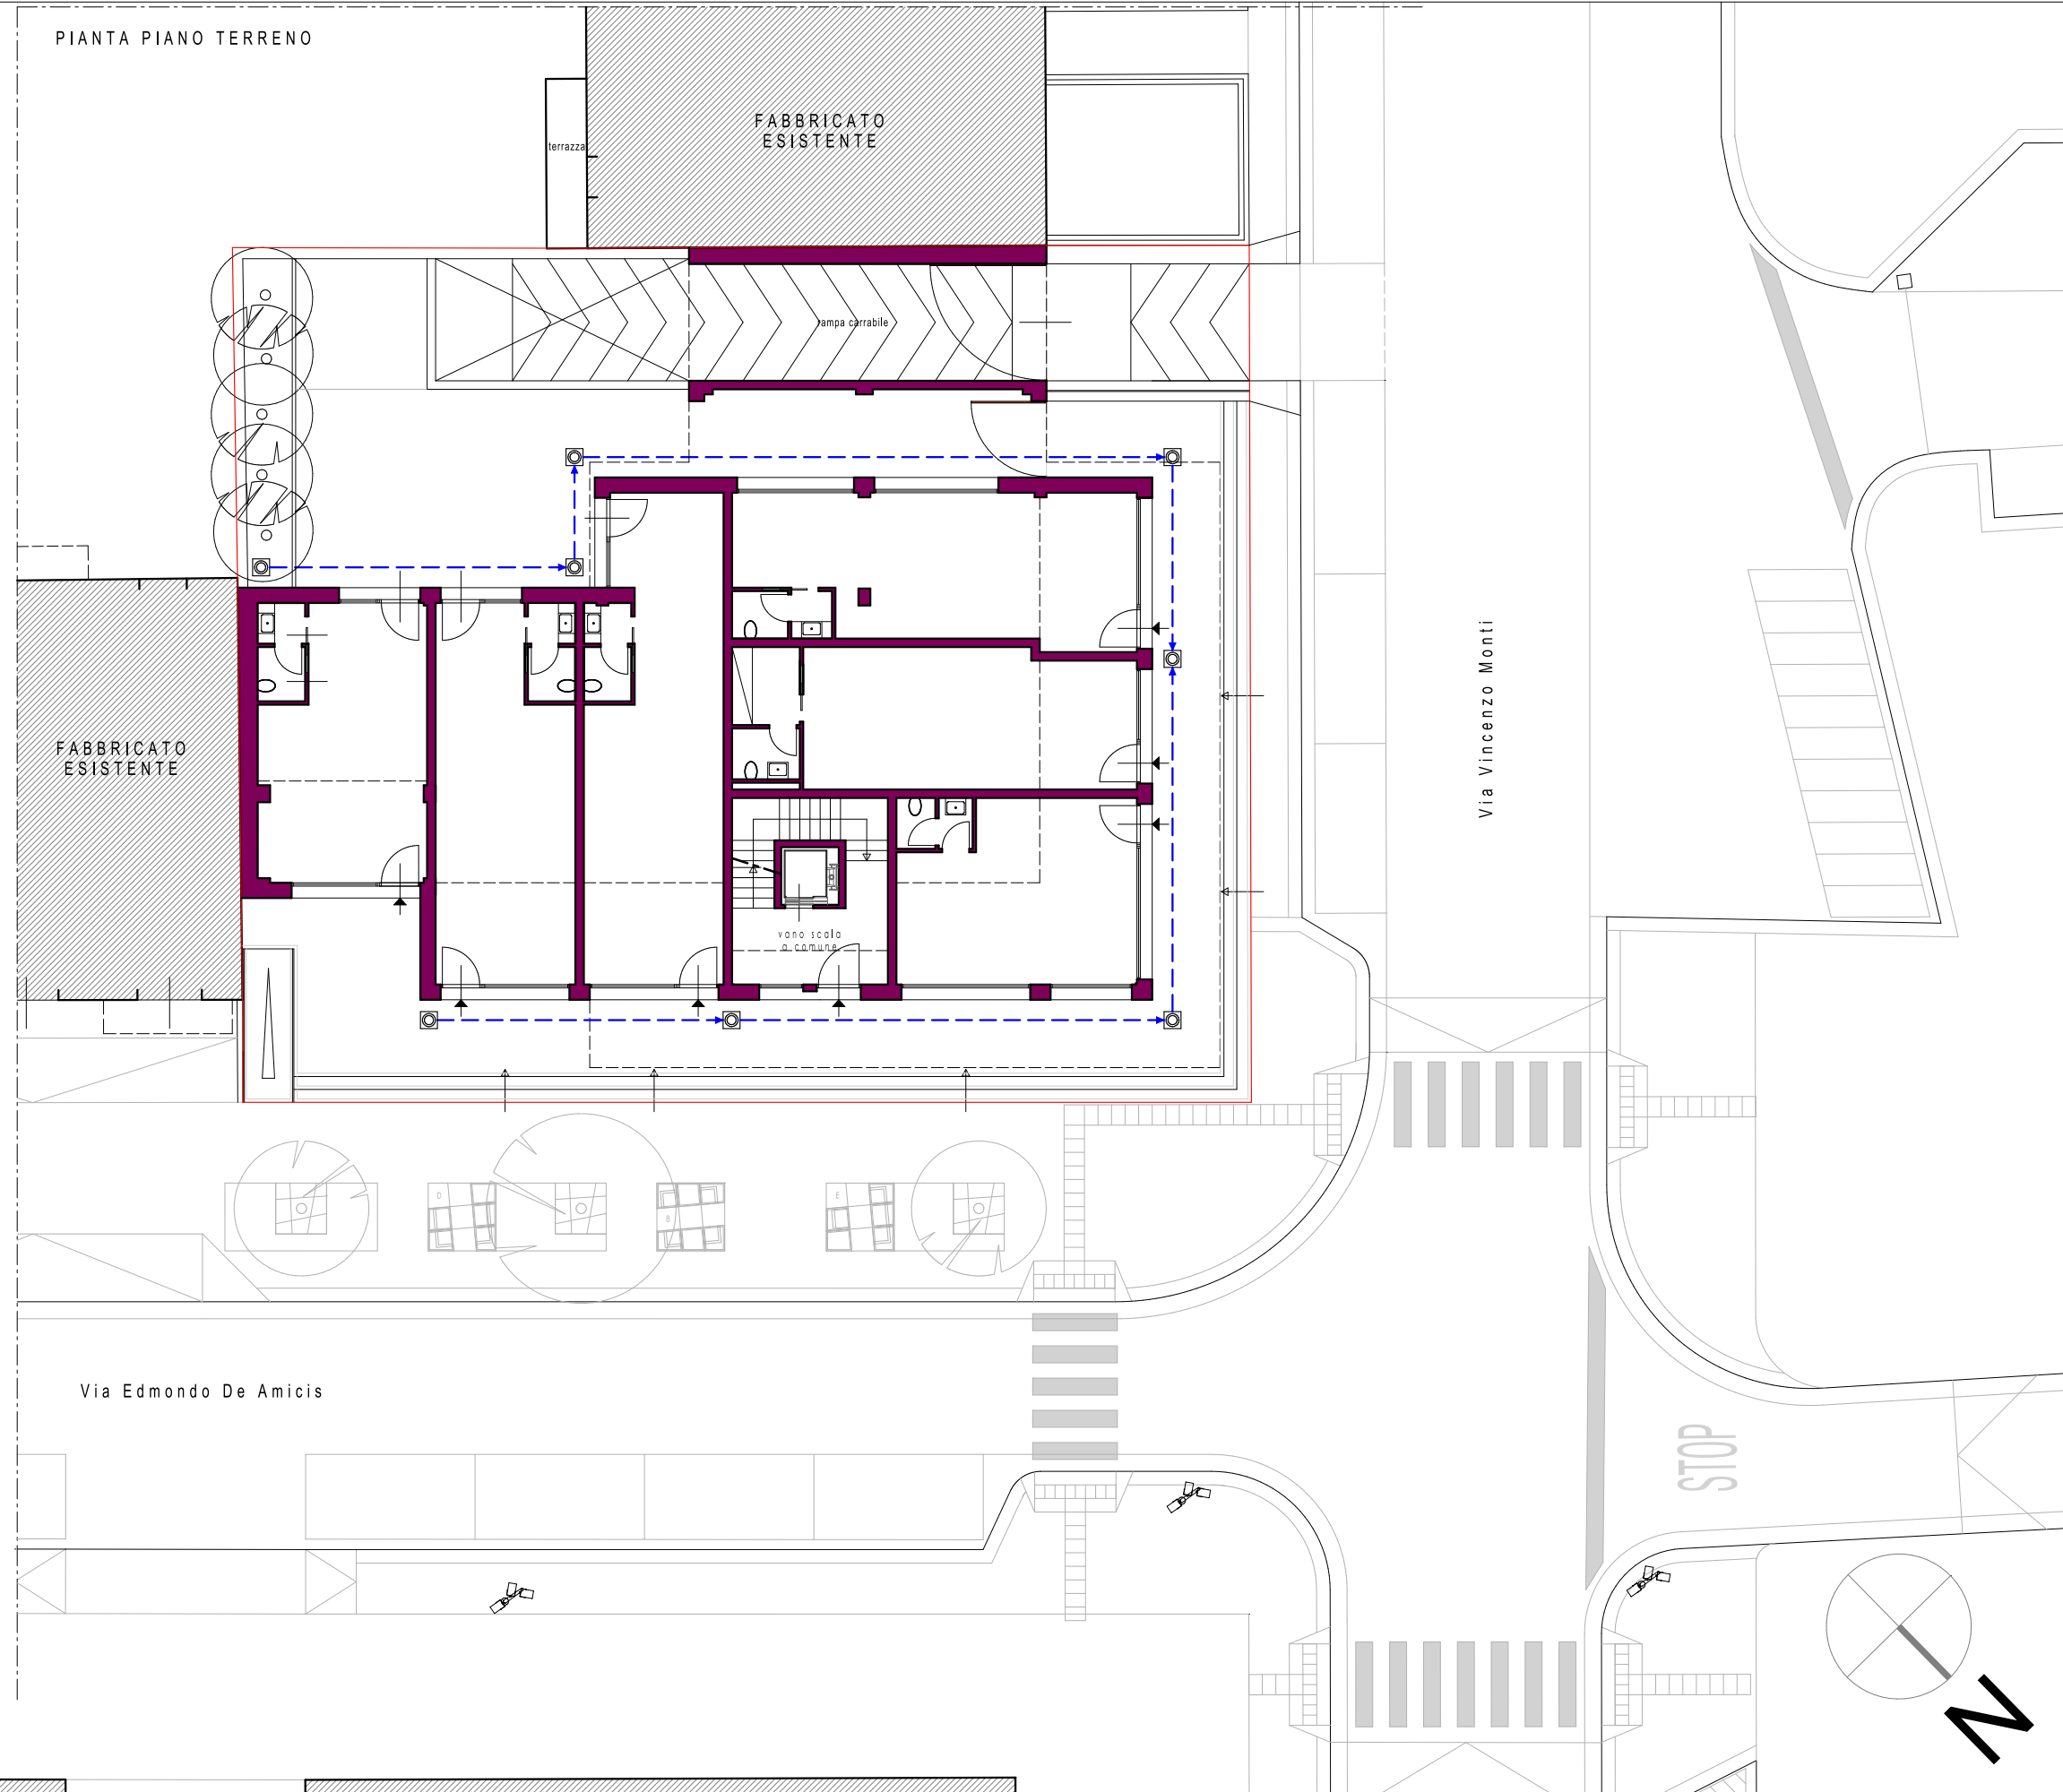 PIANTA PIANO TERRENO
FABBRICATO
ESISTENTE
terrazza
rampa carrabile
FABBRICATO
ESISTENTE
Via Vincenzo Monti
vano scala
a comune
D
B
E
Via Edmondo De Amicis
STOP
N